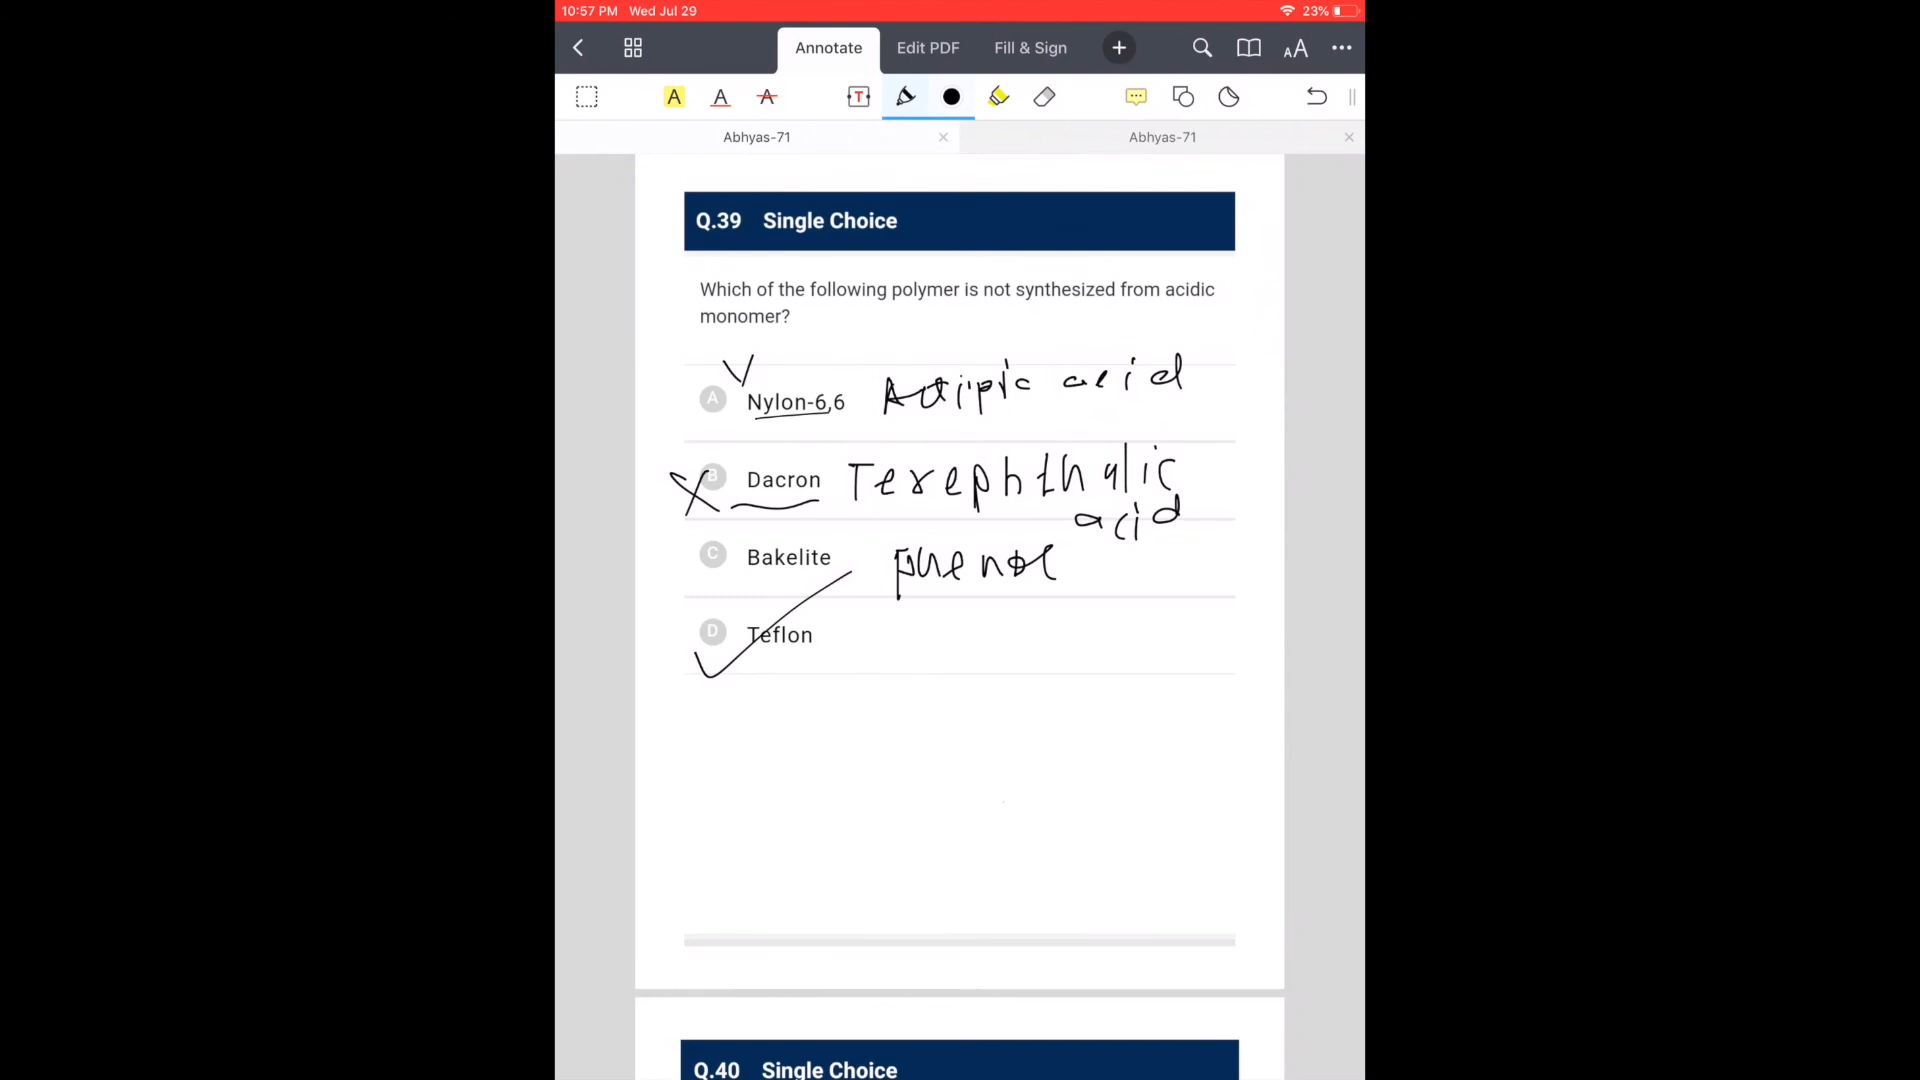 10:57 PM Wed Jul 29 23%
Annotate Edit PDF Fill & Sign
Abhyas-71 Abhyas-71
Q.39 Single Choice
Which of the following polymer is not synthesized from acidic
monomer?
A Nylon-6,6 Adipic acid
B Dacron Terephthalic
acid
C Bakelite phenol
D Teflon
Q.40 Single Choice